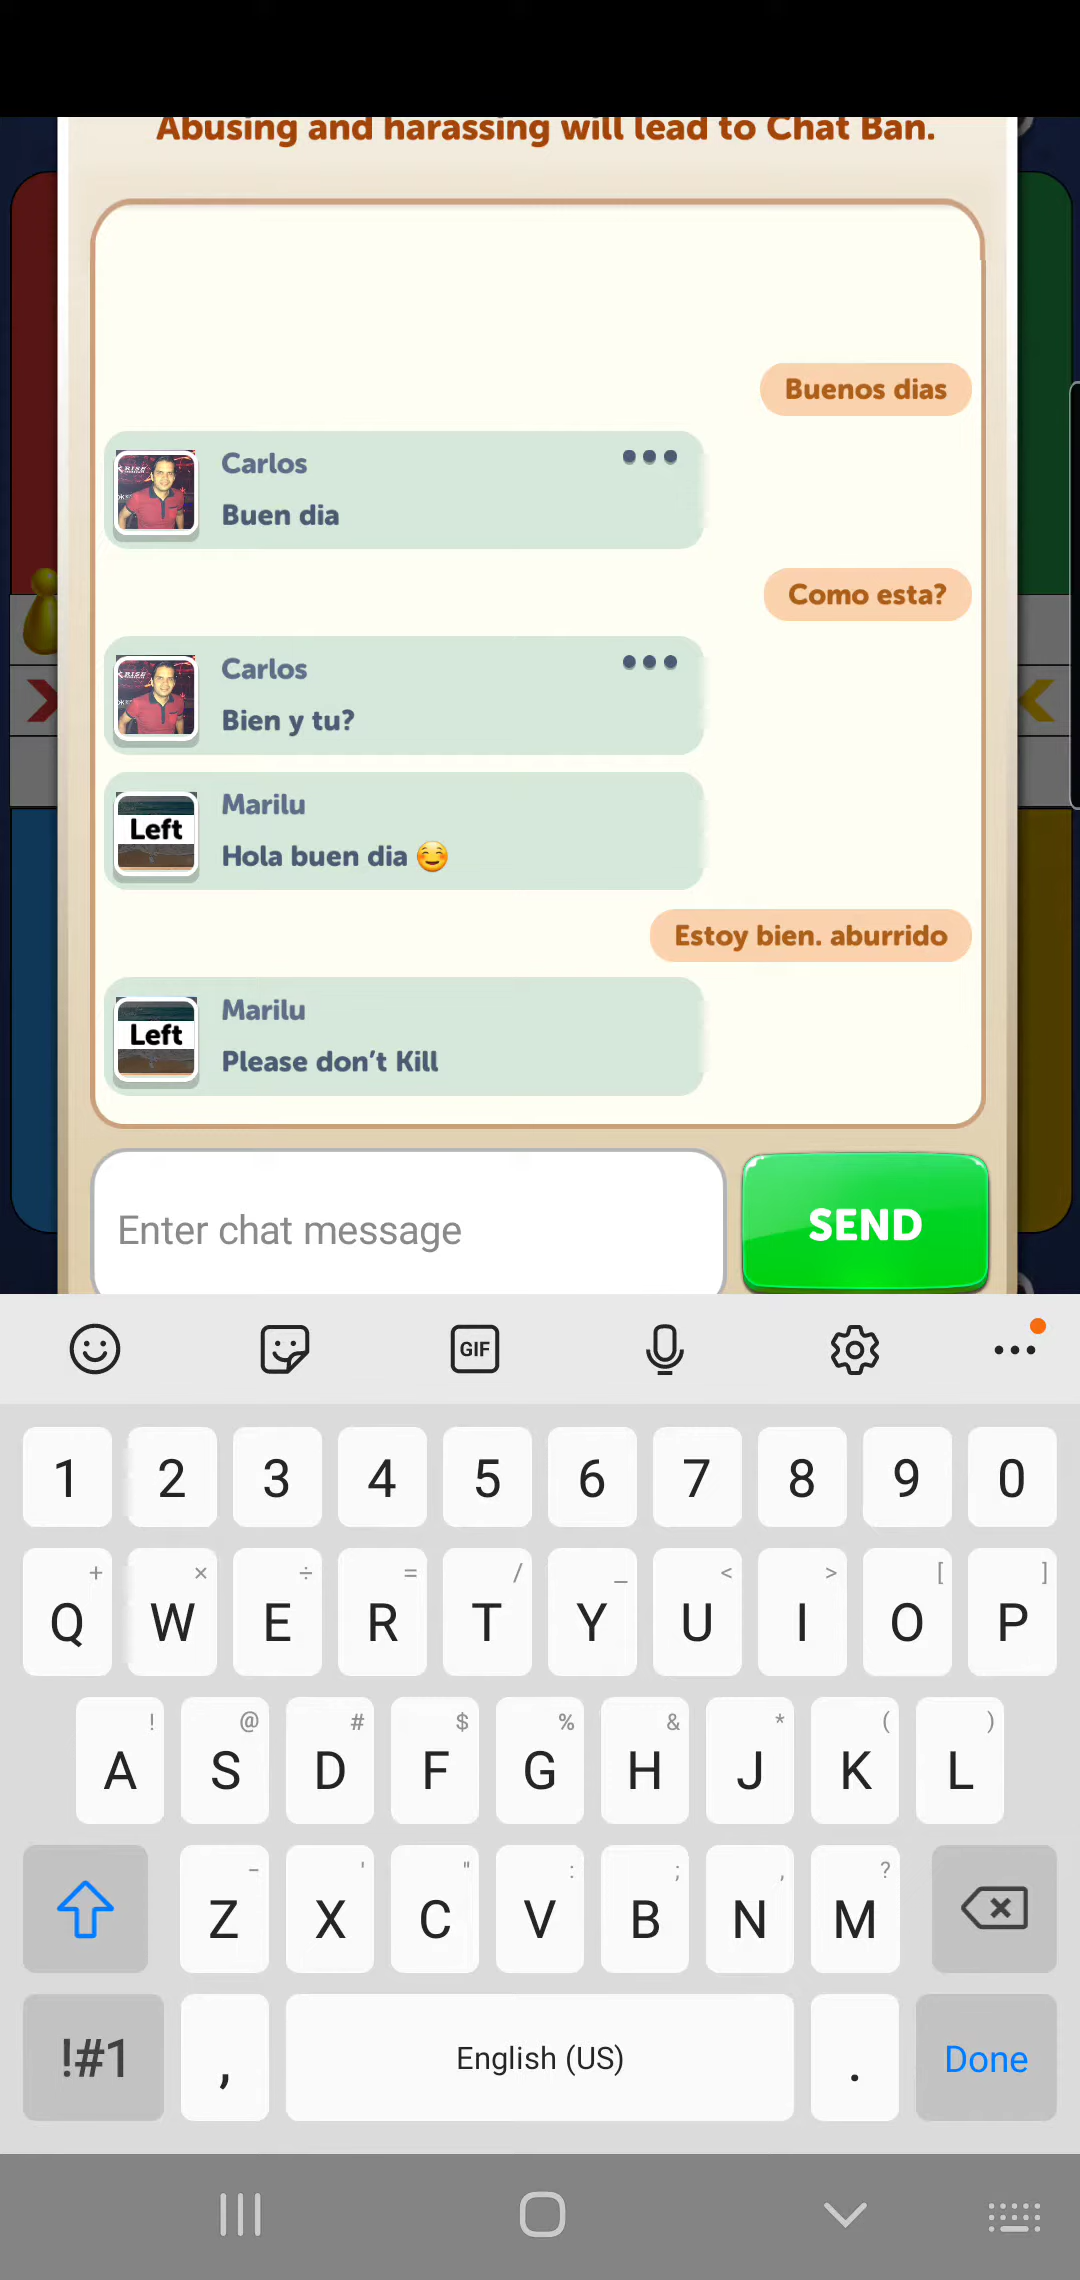 Abusing and harassing will lead to Chat Ban.
Buenos dias
Carlos
Buen dia
Como esta?
Carlos
Bien y tu?
Marilu
Left
Hola buen dia 😊
Estoy bien. aburrido
Marilu
Left
Please don't Kill
Enter chat message
SEND
GIF
1 2 3 4 5 6 7 8 9 0
+ × ÷ = / _ < > [ ]
Q W E R T Y U I O P
! @ # $ % & * ( )
A S D F G H J K L
- ' " : ; , ?
Z X C V B N M
!#1 , English (US) . Done